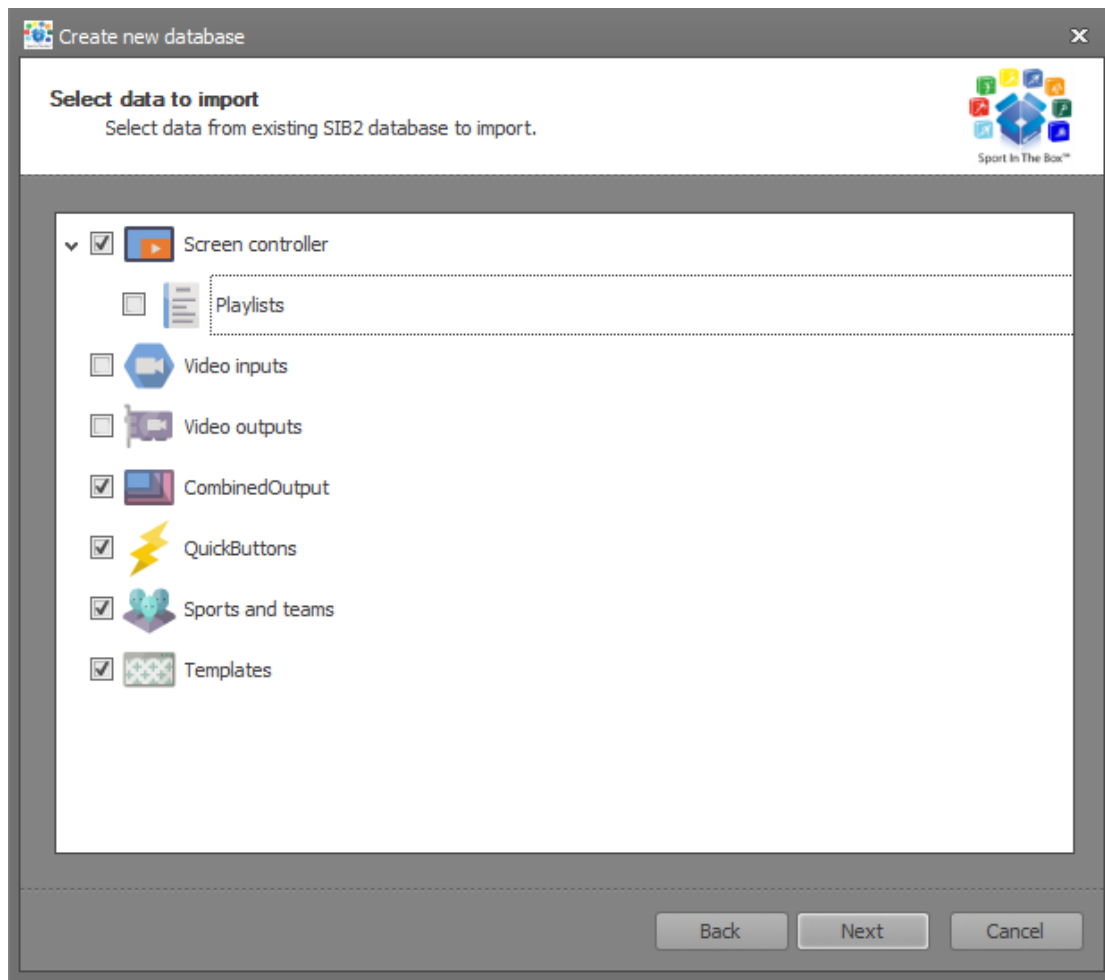 Create new database
Select data to import
Select data from existing SIB2 database to import.
Sport In The Box™
Screen controller
Playlists
Video inputs
Video outputs
CombinedOutput
QuickButtons
Sports and teams
Templates
Back
Next
Cancel